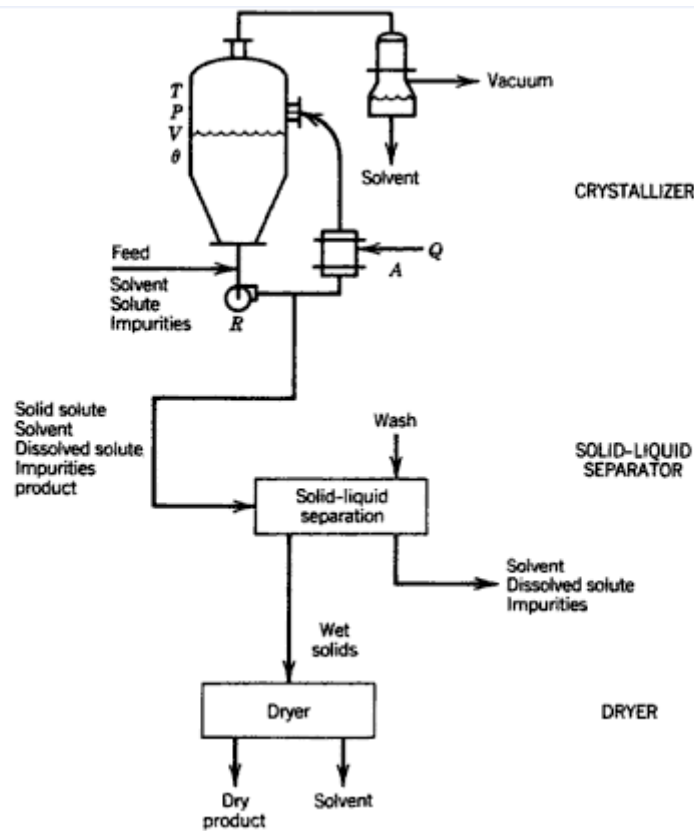 T
P
V
θ
Vacuum
Solvent
CRYSTALLIZER
Feed
Solvent
Solute
Impurities
Q
A
R
Solid solute
Solvent
Dissolved solute
Impurities
product
Wash
SOLID-LIQUID
SEPARATOR
Solid-liquid
separation
Solvent
Dissolved solute
Impurities
Wet
solids
Dryer
DRYER
Dry
product
Solvent